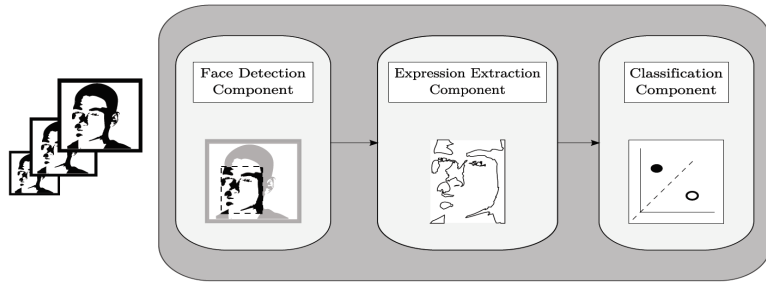 Face Detection
Component
Expression Extraction
Component
Classification
Component